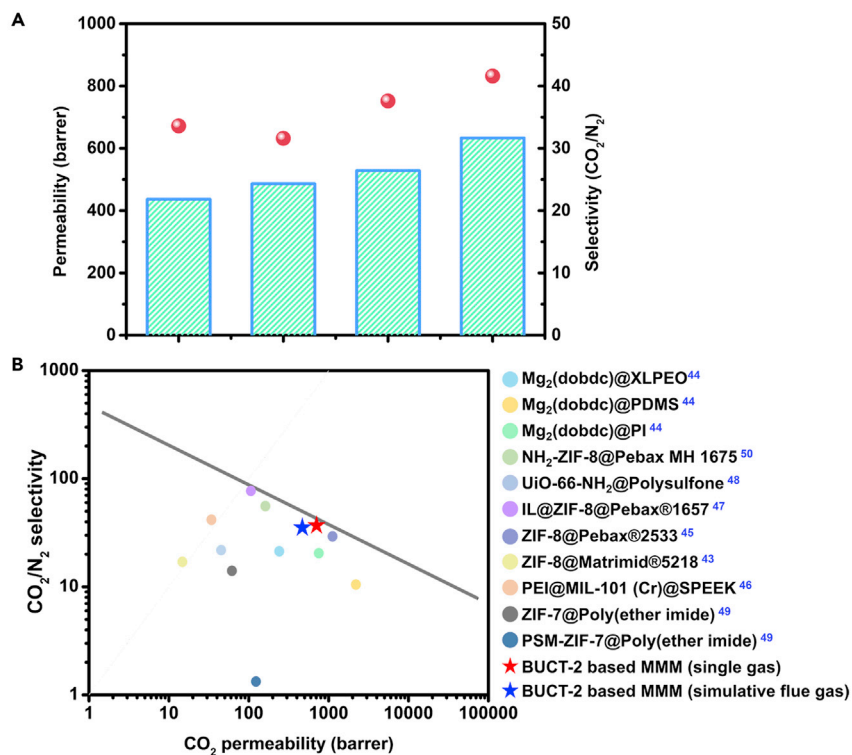 A
1000
800
600
400
200
0
Permeability (barrer)
50
40
30
20
10
0
Selectivity (CO₂/N₂)
B
1000
100
10
1
CO₂/N₂ selectivity
1 10 100 1000 10000 100000
CO₂ permeability (barrer)
Mg₂(dobdc)@XLPEO⁴⁴
Mg₂(dobdc)@PDMS ⁴⁴
Mg₂(dobdc)@PI ⁴⁴
NH₂-ZIF-8@Pebax MH 1675 ⁵⁰
UiO-66-NH₂@Polysulfone ⁴⁸
IL@ZIF-8@Pebax®1657 ⁴⁷
ZIF-8@Pebax®2533 ⁴⁵
ZIF-8@Matrimid®5218 ⁴³
PEI@MIL-101 (Cr)@SPEEK ⁴⁶
ZIF-7@Poly(ether imide) ⁴⁹
PSM-ZIF-7@Poly(ether imide) ⁴⁹
BUCT-2 based MMM (single gas)
BUCT-2 based MMM (simulative flue gas)